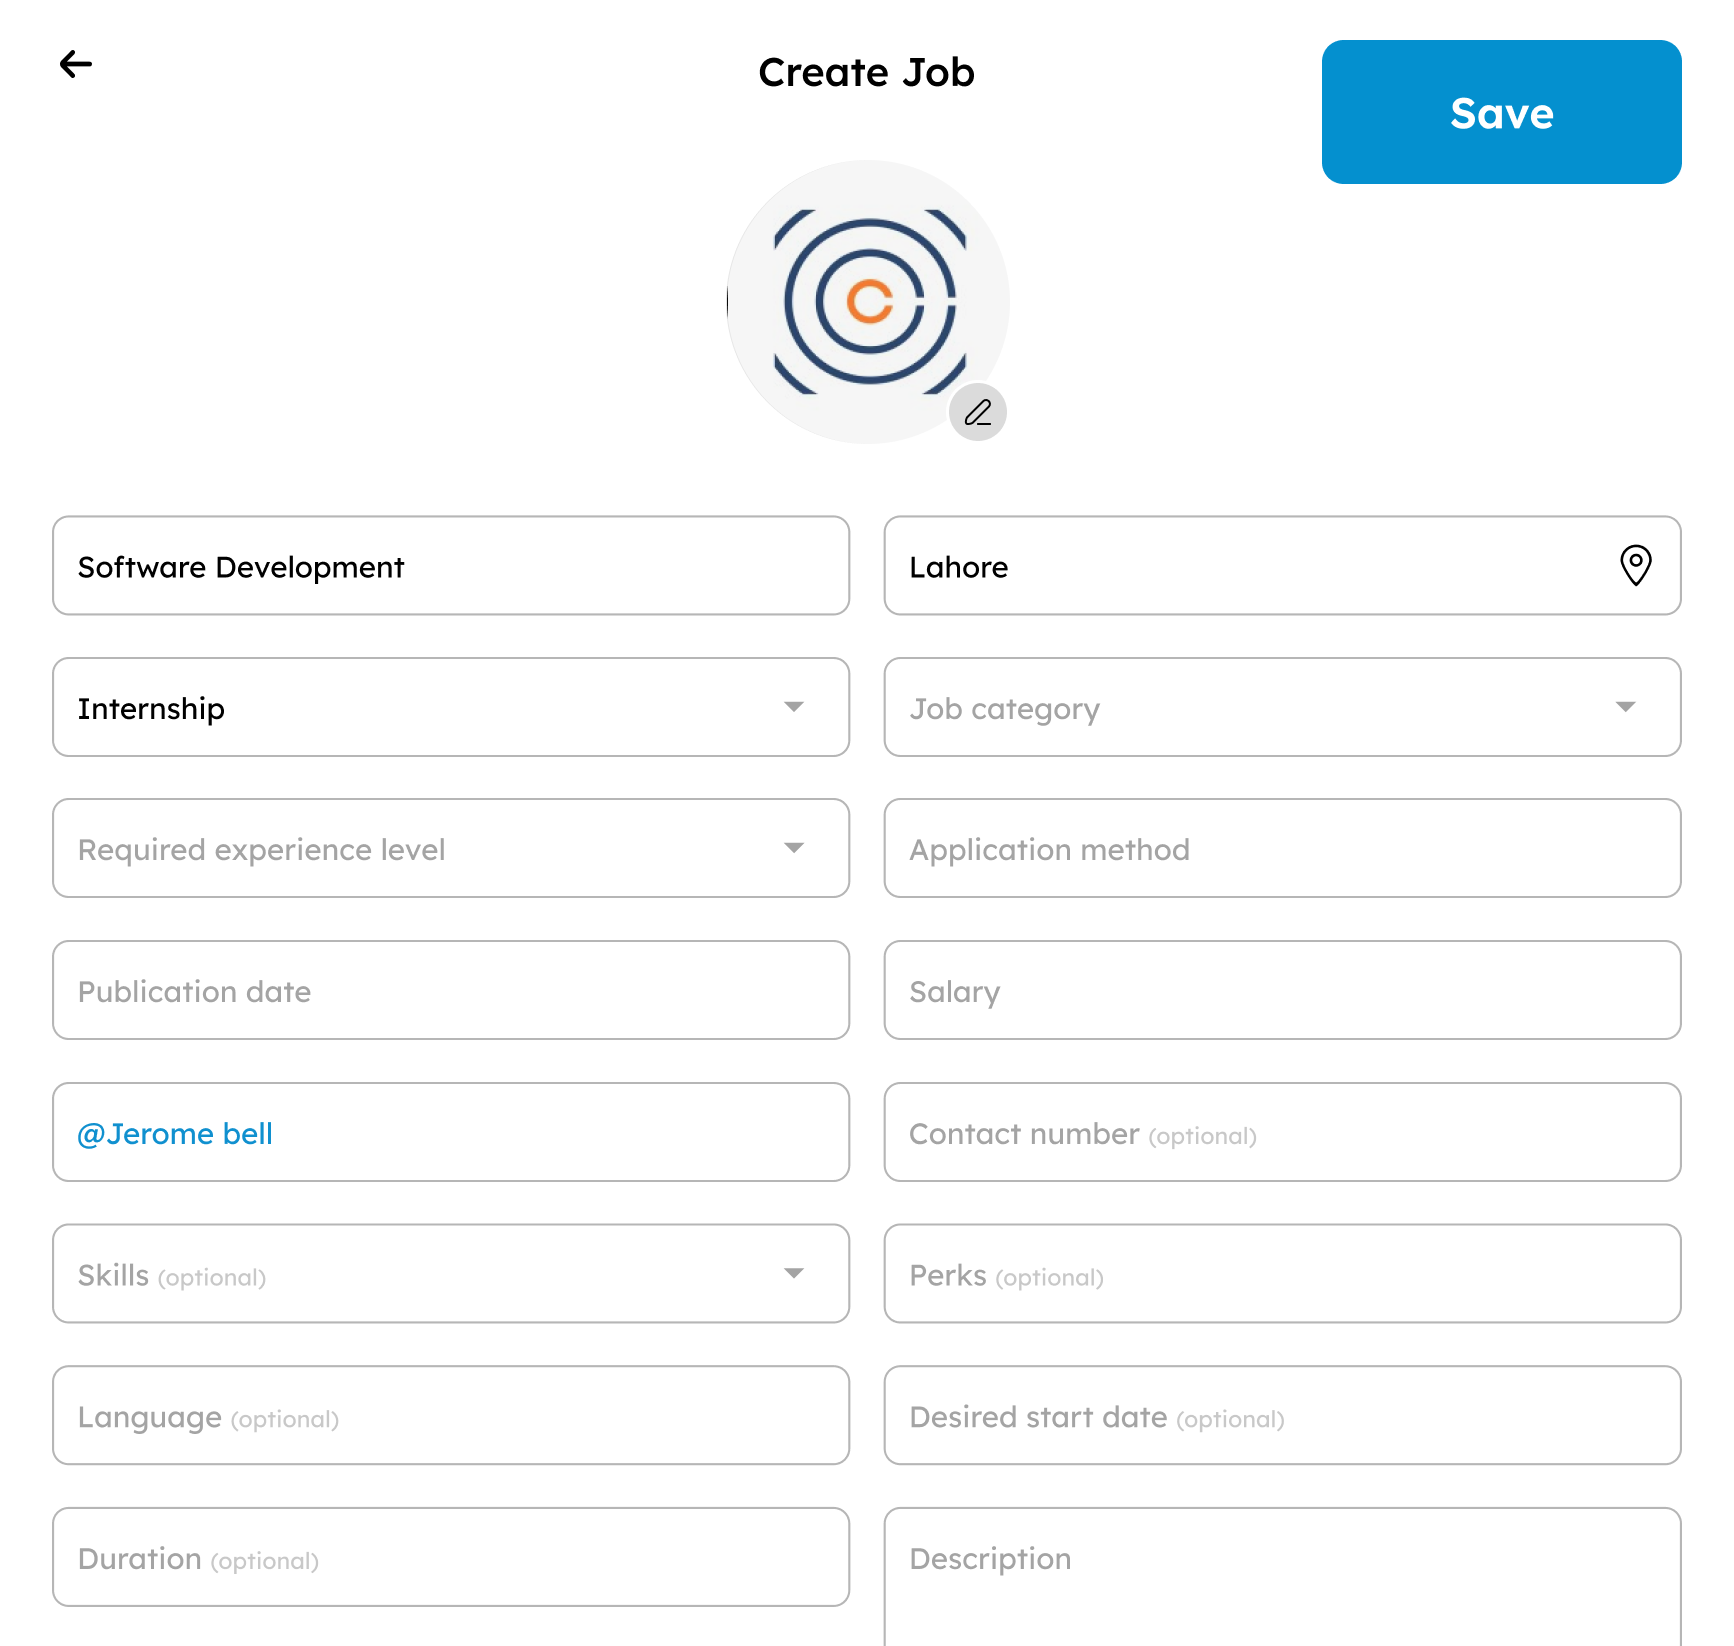 Create Job
Save
Software Development
Lahore
Internship
Job category
Required experience level
Application method
Publication date
Salary
@Jerome bell
Contact number (optional)
Skills (optional)
Perks (optional)
Language (optional)
Desired start date (optional)
Duration (optional)
Description